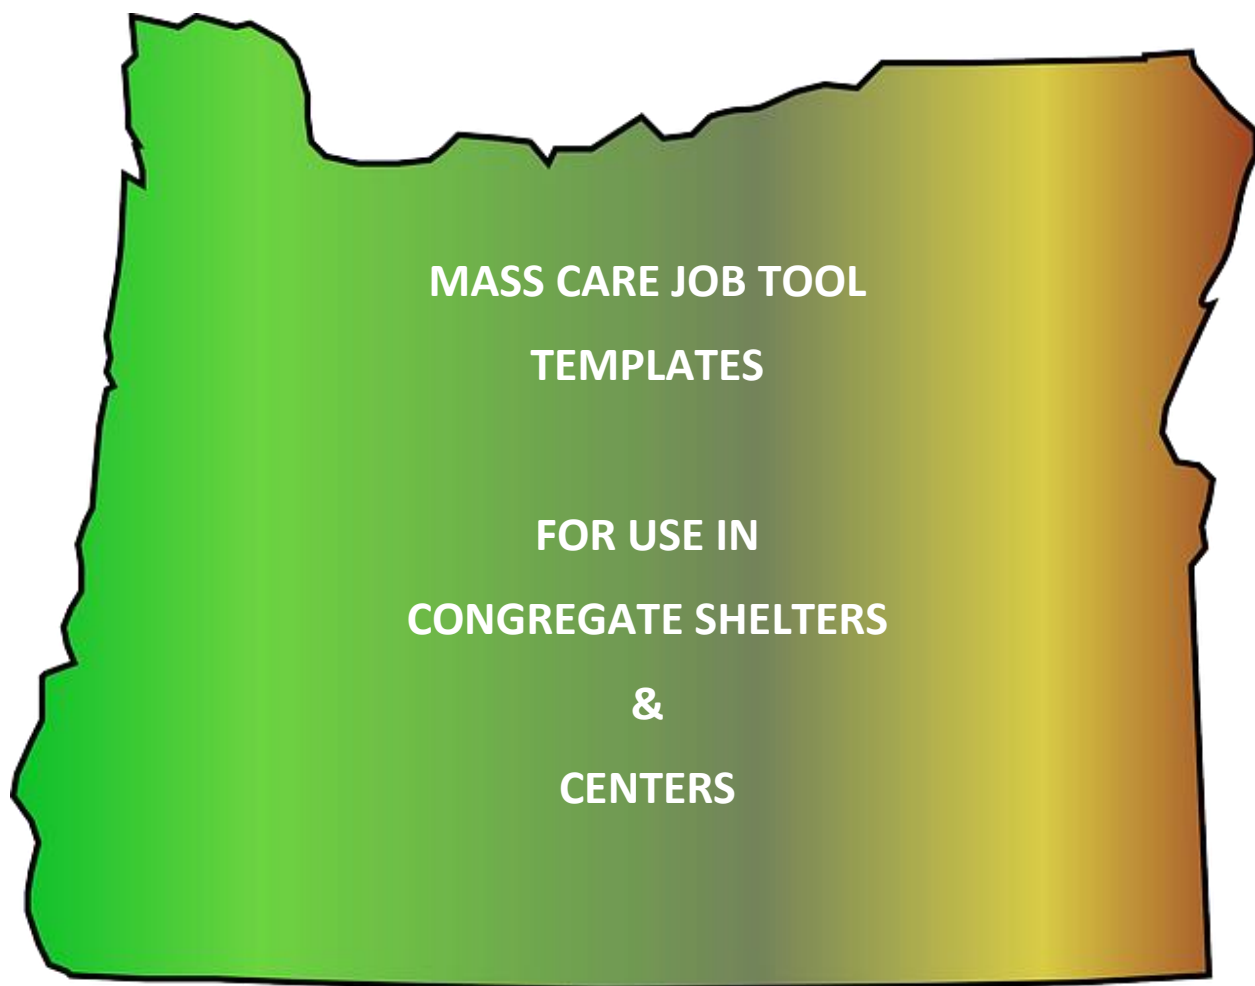 MASS CARE JOB TOOL
TEMPLATES
FOR USE IN
CONGREGATE SHELTERS
&
CENTERS